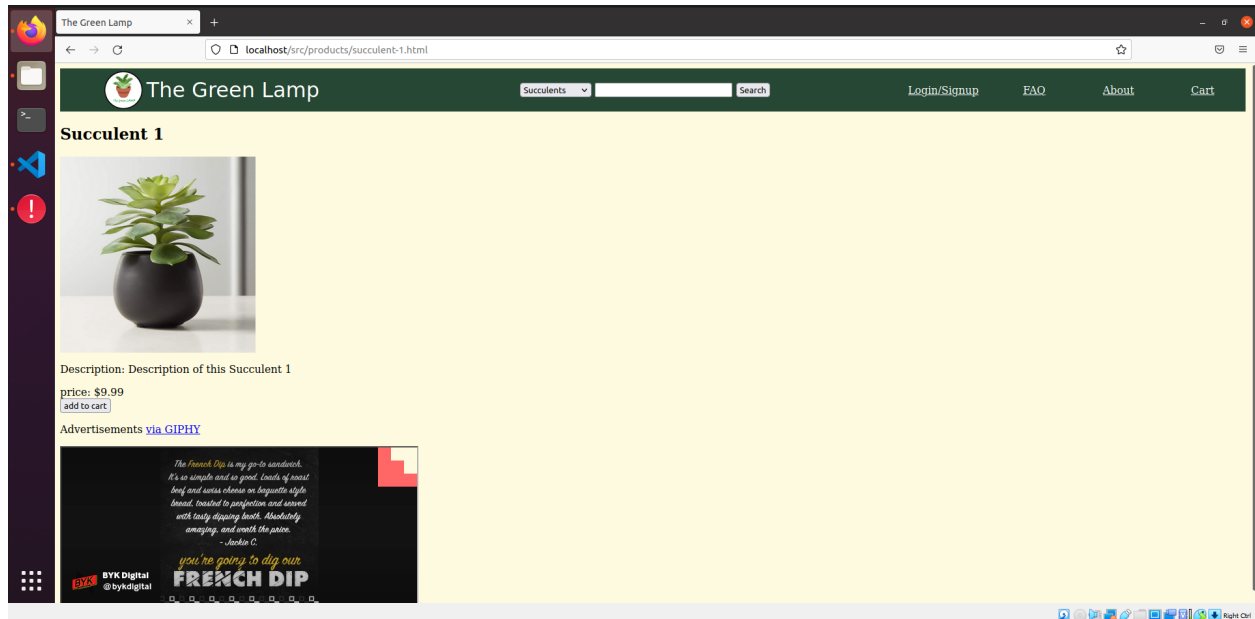 The Green Lamp
localhost/src/products/succulent-1.html
The Green Lamp
Succulents
Search
Login/Signup
FAQ
About
Cart
Succulent 1
Description: Description of this Succulent 1
price: $9.99
add to cart
Advertisements via GIPHY
The French Dip is my go-to sandwich.
It's so simple and so good. Loads of roast
beef and swiss cheese on baguette style
bread, toasted to perfection and served
with tasty dipping broth. Absolutely
amazing, and worth the price.
- Jackie C.
you're going to dig our
FRENCH DIP
BYK
BYK Digital
@bykdigital
Right Ctrl